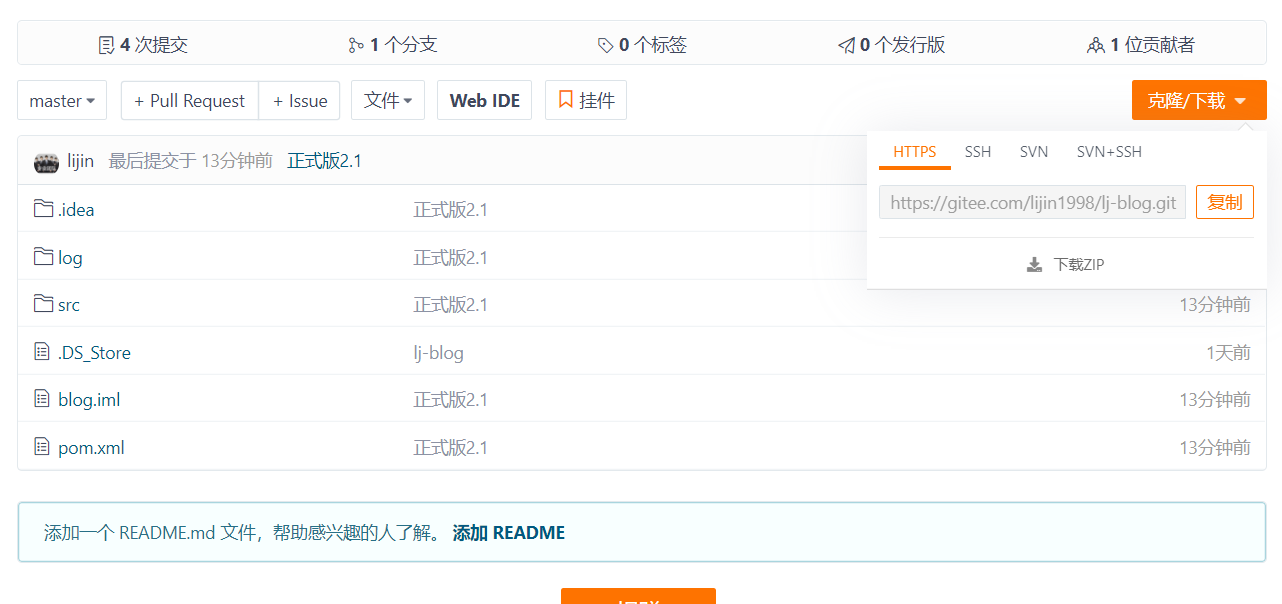 4 次提交 1 个分支 0 个标签 0 个发行版 1 位贡献者
master + Pull Request + Issue 文件 Web IDE 挂件 克隆/下载
HTTPS SSH SVN SVN+SSH
lijin 最后提交于 13分钟前 正式版2.1
https://gitee.com/lijin1998/lj-blog.git 复制
.idea 正式版2.1
log 正式版2.1
下载ZIP
src 正式版2.1 13分钟前
.DS_Store lj-blog 1天前
blog.iml 正式版2.1 13分钟前
pom.xml 正式版2.1 13分钟前
添加一个 README.md 文件，帮助感兴趣的人了解。 添加 README